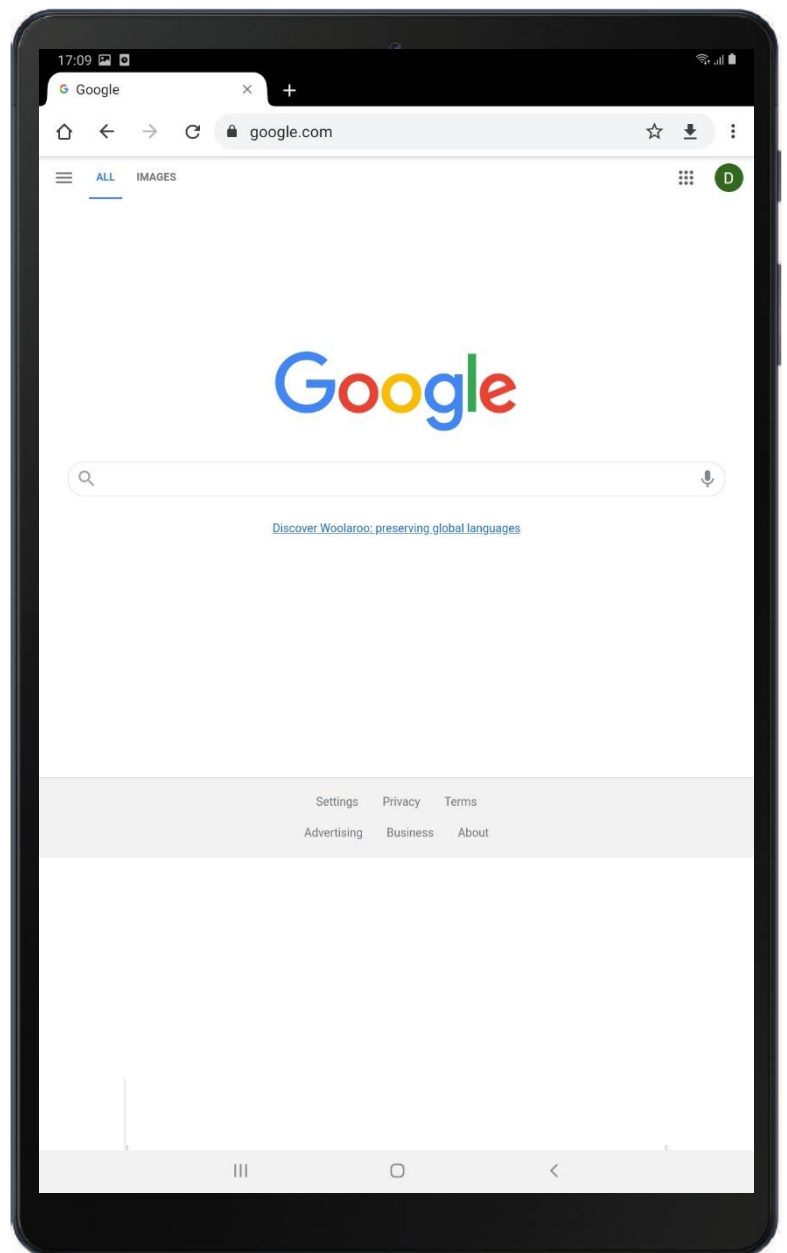 17:09
G Google
google.com
ALL IMAGES
D
Google
Discover Woolaroo: preserving global languages
Settings Privacy Terms
Advertising Business About